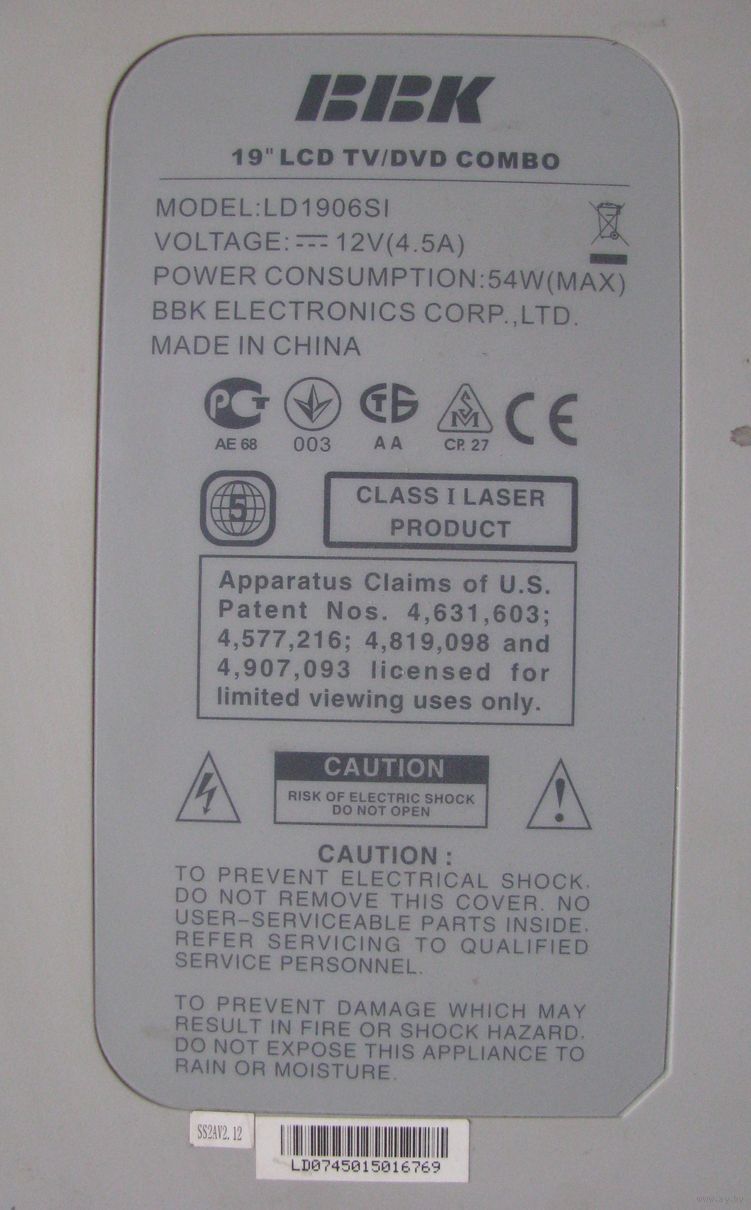 BBK
19" LCD TV/DVD COMBO
MODEL:LD1906SI
VOLTAGE: 12V(4.5A)
POWER CONSUMPTION:54W(MAX)
BBK ELECTRONICS CORP.,LTD.
MADE IN CHINA
РСТ СТБ SM CE
AE 68 003 A A CP. 27
5
CLASS I LASER
PRODUCT
Apparatus Claims of U.S.
Patent Nos. 4,631,603;
4,577,216; 4,819,098 and
4,907,093 licensed for
limited viewing uses only.
CAUTION
RISK OF ELECTRIC SHOCK
DO NOT OPEN
CAUTION :
TO PREVENT ELECTRICAL SHOCK.
DO NOT REMOVE THIS COVER. NO
USER-SERVICEABLE PARTS INSIDE.
REFER SERVICING TO QUALIFIED
SERVICE PERSONNEL.
TO PREVENT DAMAGE WHICH MAY
RESULT IN FIRE OR SHOCK HAZARD.
DO NOT EXPOSE THIS APPLIANCE TO
RAIN OR MOISTURE.
SS2AV2.12
LD0745015016769